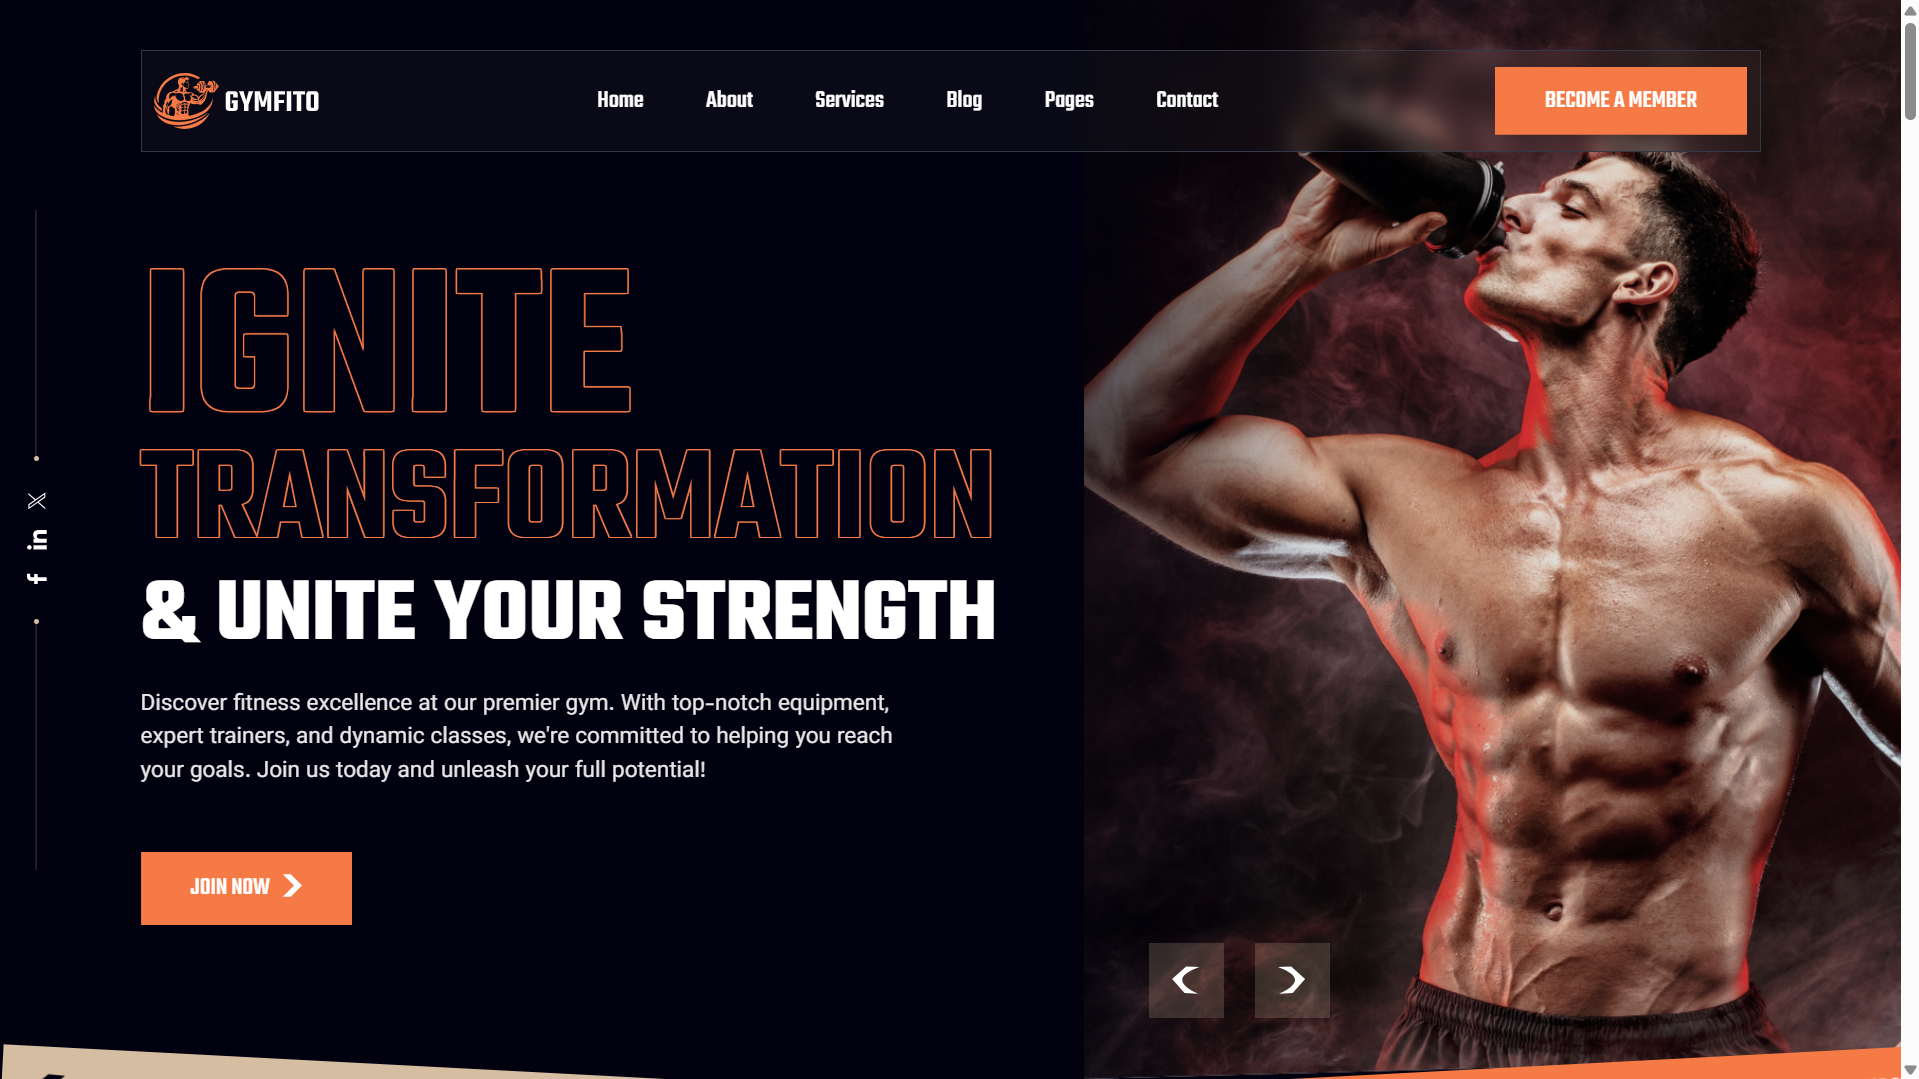 GYMFITO
Home
About
Services
Blog
Pages
Contact
BECOME A MEMBER
IGNITE
TRANSFORMATION
& UNITE YOUR STRENGTH
Discover fitness excellence at our premier gym. With top-notch equipment,
expert trainers, and dynamic classes, we're committed to helping you reach
your goals. Join us today and unleash your full potential!
JOIN NOW